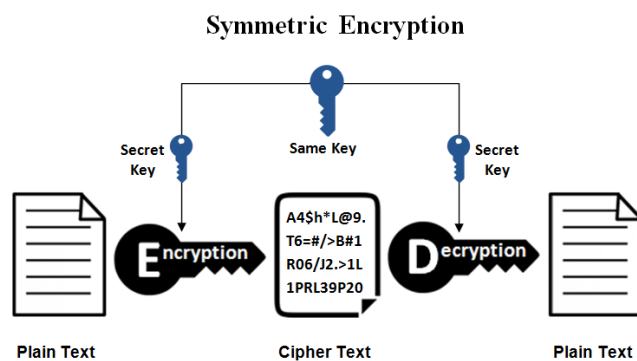 Symmetric Encryption
Secret
Key
Same Key
Secret
Key
Encryption
A4$h*L@9.
T6=#/>B#1
R06/J2.>1L
1PRL39P20
Decryption
Plain Text
Cipher Text
Plain Text